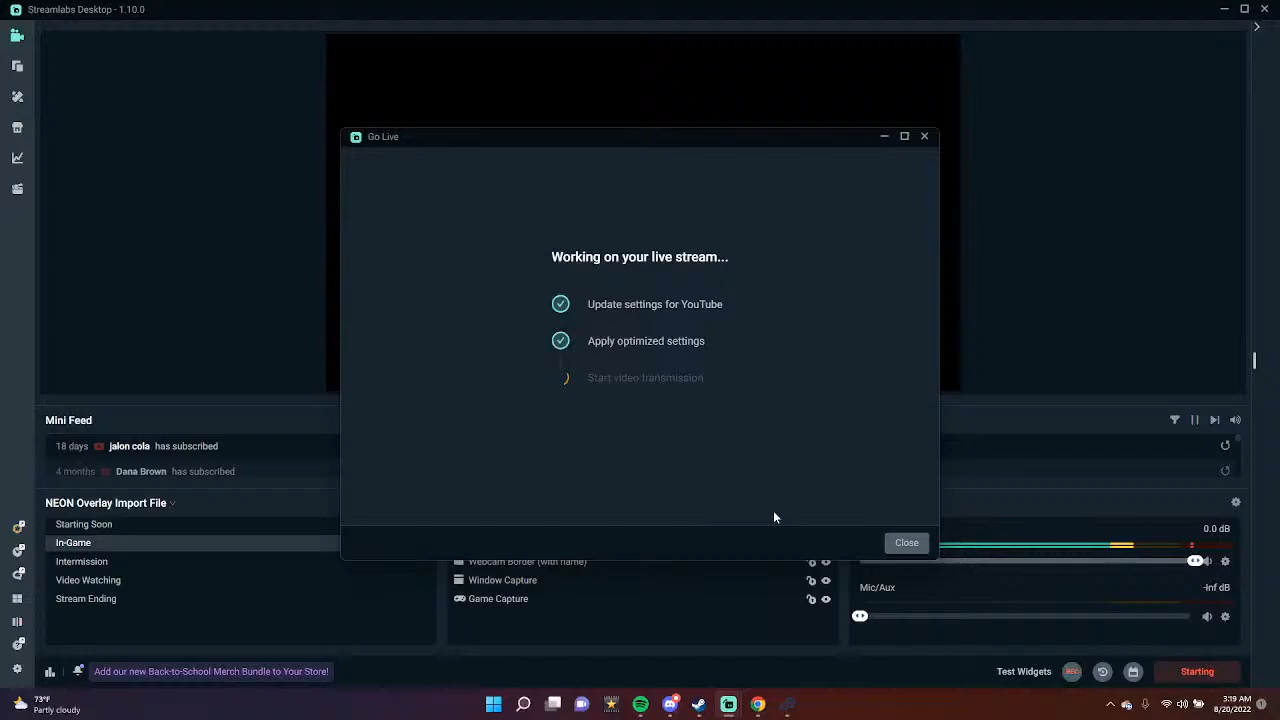 Streamlabs Desktop - 1.10.0
Go Live
Working on your live stream...
Update settings for YouTube
Apply optimized settings
Start video transmission
Close
Mini Feed
18 days jalon cola has subscribed
4 months Dana Brown has subscribed
NEON Overlay Import File
Starting Soon
In-Game
Intermission
Video Watching
Stream Ending
Webcam Border (with name)
Window Capture
Game Capture
0.0 dB
Mic/Aux -Inf dB
Add our new Back-to-School Merch Bundle to Your Store!
Test Widgets
REC
Starting
73°F
Partly cloudy
3:39 AM
8/20/2022